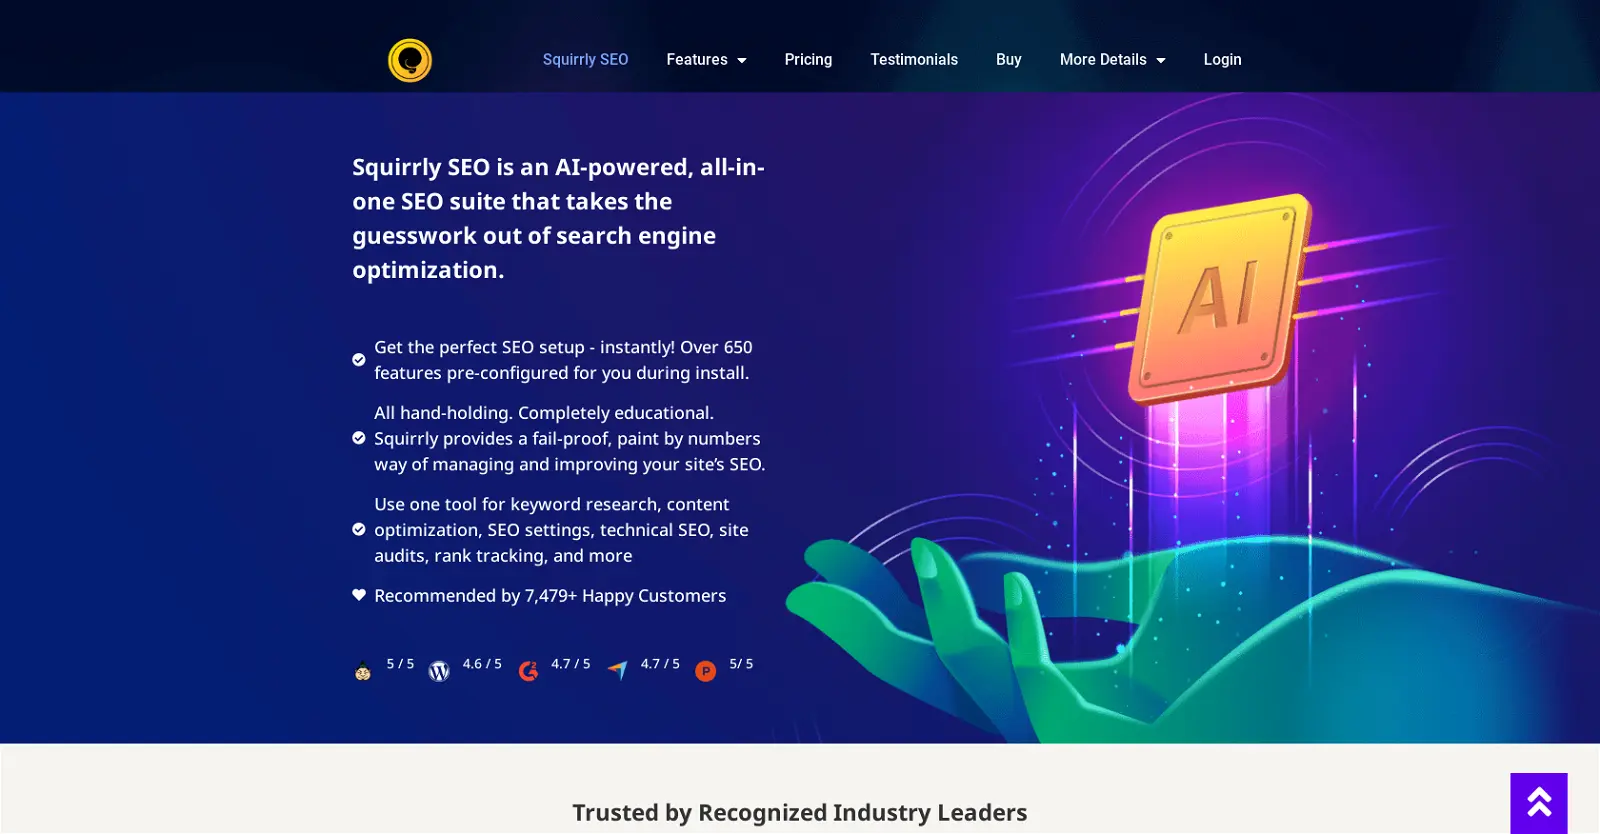 Squirrly SEO Features Pricing Testimonials Buy More Details Login
Squirrly SEO is an AI-powered, all-in-
one SEO suite that takes the
guesswork out of search engine
optimization.
Get the perfect SEO setup - instantly! Over 650
features pre-configured for you during install.
All hand-holding. Completely educational.
Squirrly provides a fail-proof, paint by numbers
way of managing and improving your site's SEO.
Use one tool for keyword research, content
optimization, SEO settings, technical SEO, site
audits, rank tracking, and more
Recommended by 7,479+ Happy Customers
5 / 5 4.6 / 5 G2 4.7 / 5 4.7 / 5 P 5/ 5
AI
Trusted by Recognized Industry Leaders